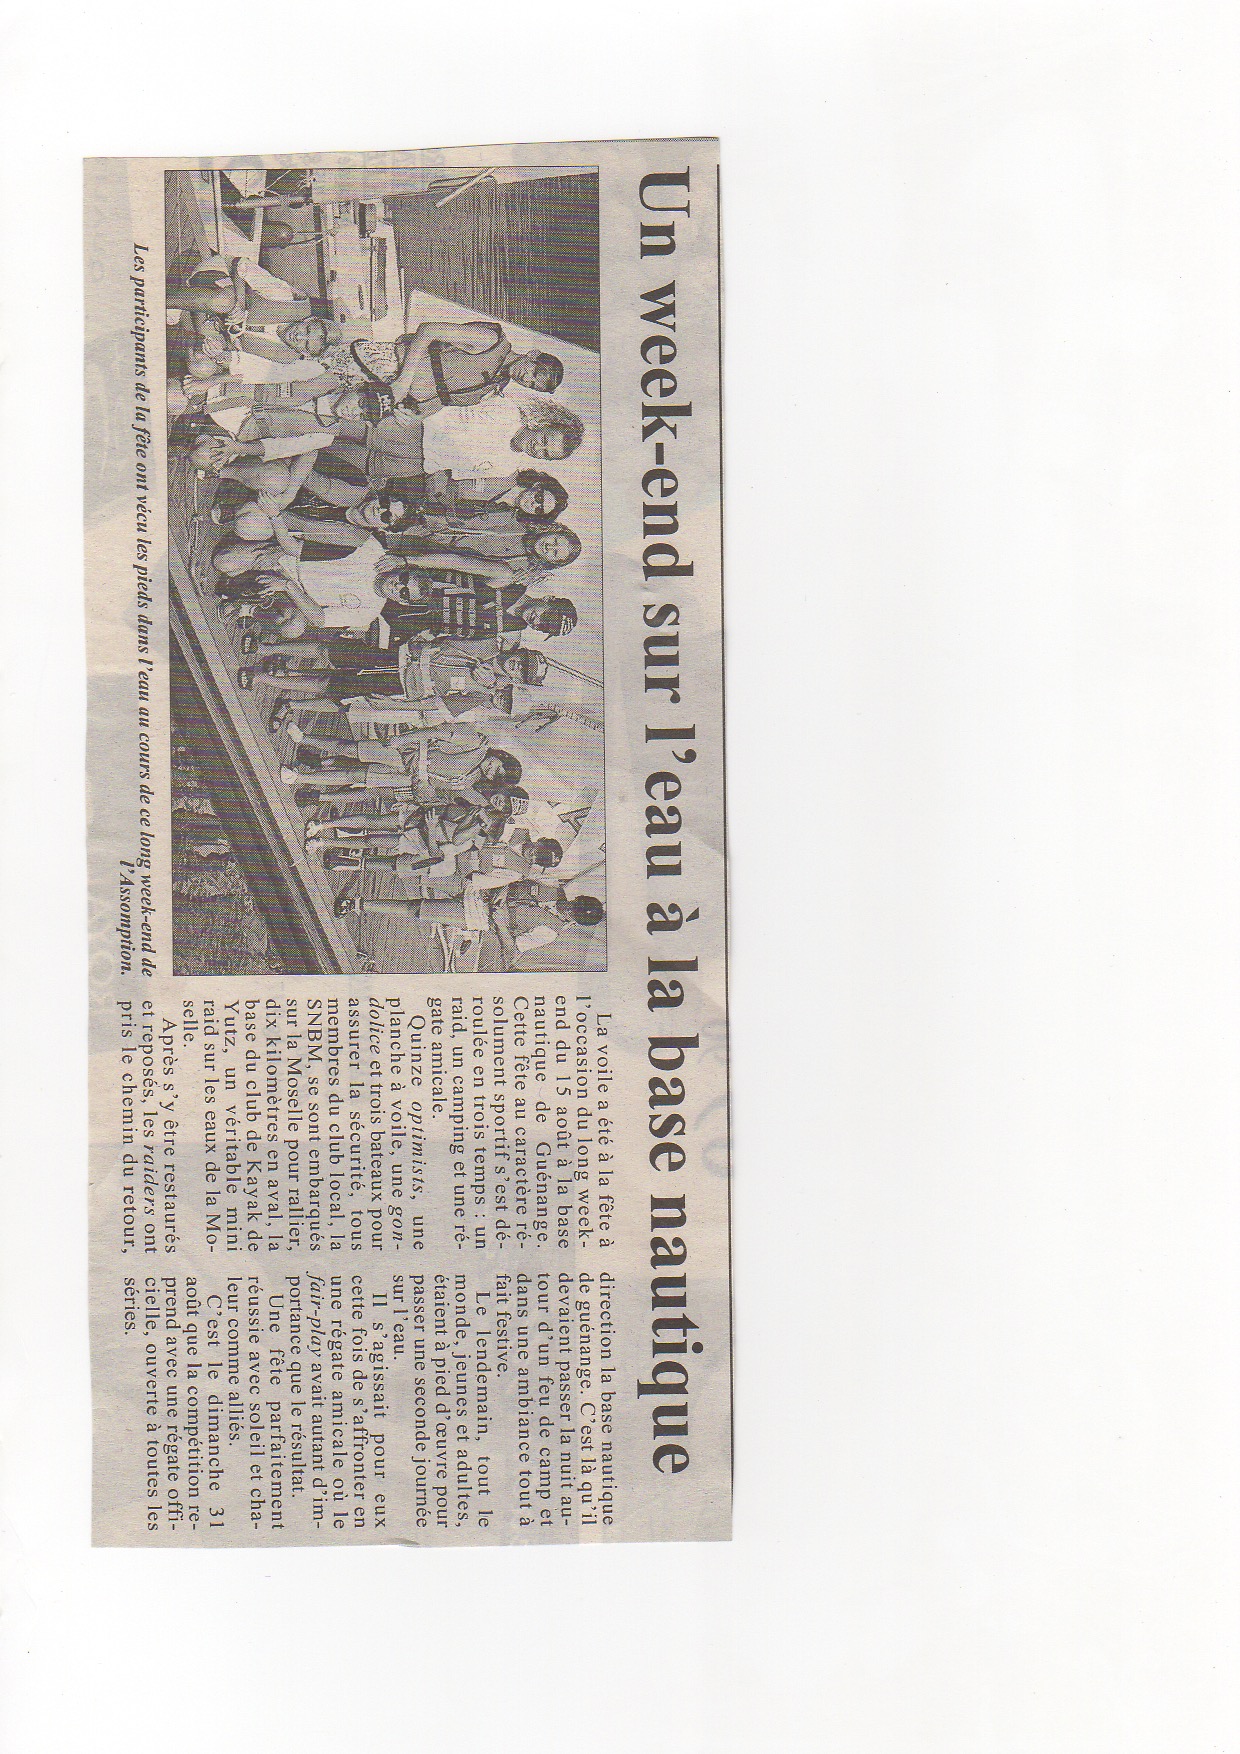 Un week-end sur l'eau à la base nautique
Les participants de la fête ont vécu les pieds dans l'eau au cours de ce long week-end de
l'Assomption.
La voile a été à la fête à
l'occasion du long week-
end du 15 août à la base
nautique de Guénange.
Cette fête au caractère ré-
solument sportif s'est dé-
roulée en trois temps : un
raid, un camping et une ré-
gate amicale.
Quinze optimists, une
planche à voile, une gon-
dolice et trois bateaux pour
assurer la sécurité, tous
membres du club local, la
SNBM, se sont embarqués
sur la Moselle pour rallier,
dix kilomètres en aval, la
base du club de Kayak de
Yutz, un véritable mini
raid sur les eaux de la Mo-
selle.
Après s'y être restaurés
et reposés, les raiders ont
pris le chemin du retour,
direction la base nautique
de guénange. C'est là qu'il
devaient passer la nuit au-
tour d'un feu de camp et
dans une ambiance tout à
fait festive.
Le lendemain, tout le
monde, jeunes et adultes,
étaient à pied d'œuvre pour
passer une seconde journée
sur l'eau.
Il s'agissait pour eux
cette fois de s'affronter en
une régate amicale où le
fair-play avait autant d'im-
portance que le résultat.
Une fête parfaitement
réussie avec soleil et cha-
leur comme alliés.
C'est le dimanche 31
août que la compétition re-
prend avec une régate offi-
cielle, ouverte à toutes les
séries.